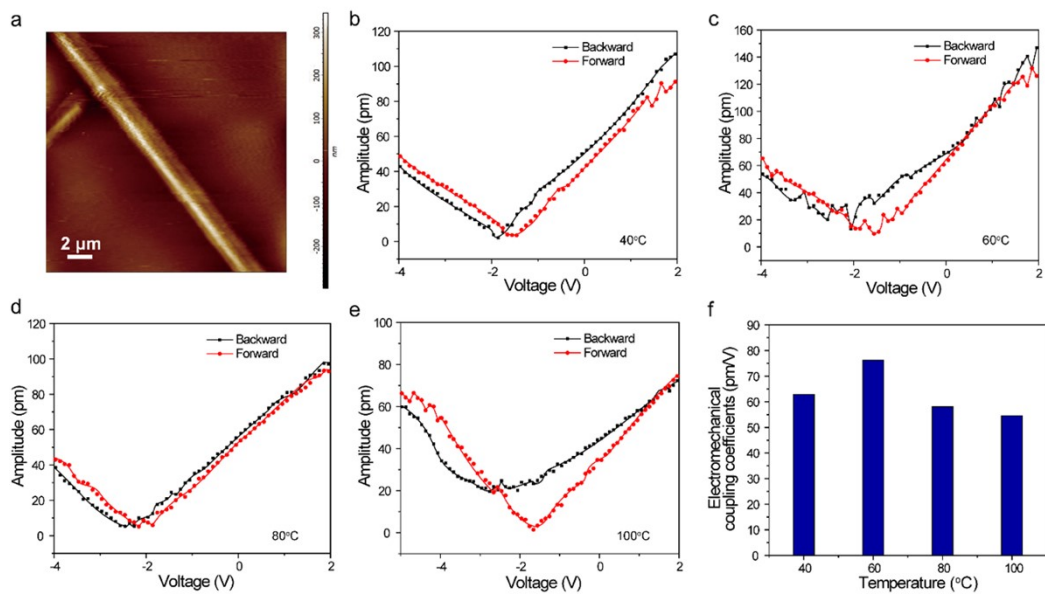 a
300
200
100
0
nm
-100
-200
2 μm
b
Amplitude (pm)
120
100
80
60
40
20
0
Backward
Forward
40°C
-4 -3 -2 -1 0 1 2
Voltage (V)
c
Amplitude (pm)
160
140
120
100
80
60
40
20
0
Backward
Forward
60°C
-4 -2 0 2
Voltage (V)
d
Amplitude (pm)
120
100
80
60
40
20
0
Backward
Forward
80°C
-4 -2 0 2
Voltage (V)
e
Amplitude (pm)
100
80
60
40
20
0
Backward
Forward
100°C
-4 -2 0 2
Voltage (V)
f
Electromechanical
coupling coefficients (pm/V)
90
80
70
60
50
40
30
20
10
0
40 60 80 100
Temperature (°C)